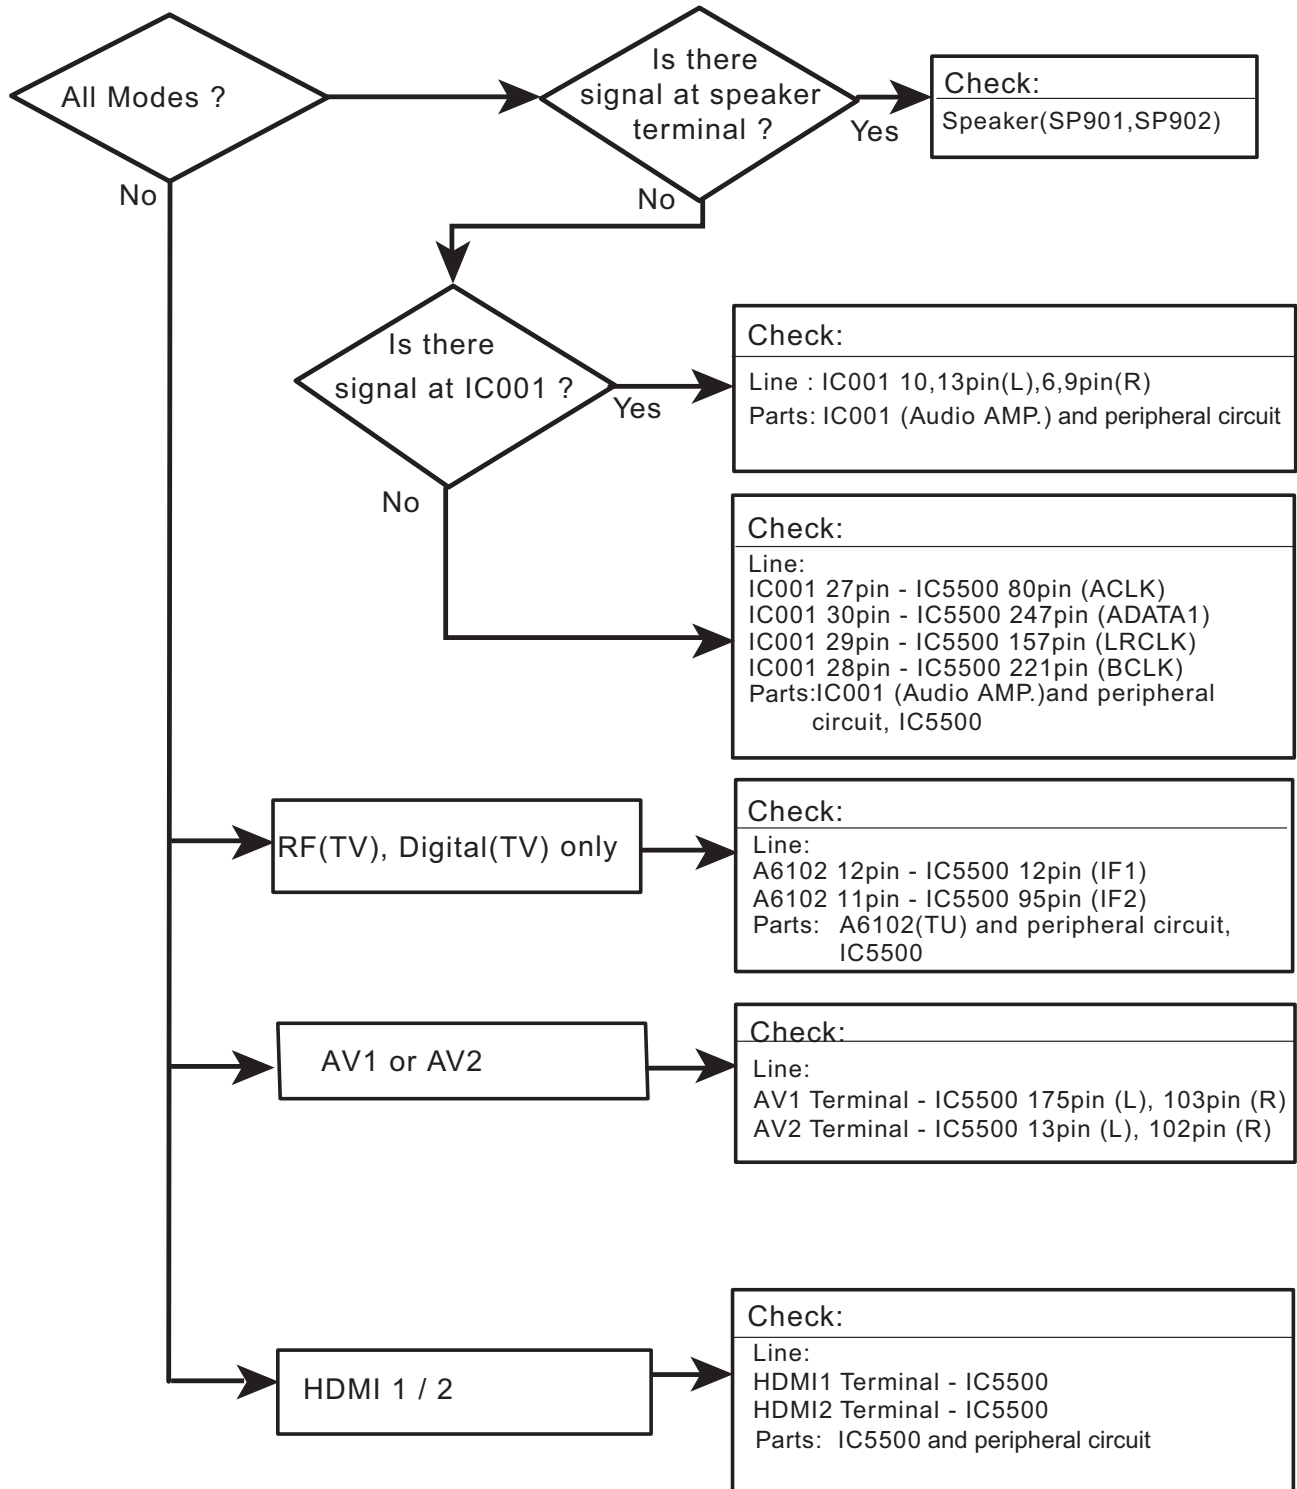 All Modes ?
Is there
signal at speaker
terminal ?
Yes
Check:
Speaker(SP901,SP902)
No
No
Is there
signal at IC001 ?
Yes
Check:
Line : IC001 10,13pin(L),6,9pin(R)
Parts: IC001 (Audio AMP.) and peripheral circuit
No
Check:
Line:
IC001 27pin - IC5500 80pin (ACLK)
IC001 30pin - IC5500 247pin (ADATA1)
IC001 29pin - IC5500 157pin (LRCLK)
IC001 28pin - IC5500 221pin (BCLK)
Parts:IC001 (Audio AMP.)and peripheral
circuit, IC5500
RF(TV), Digital(TV) only
Check:
Line:
A6102 12pin - IC5500 12pin (IF1)
A6102 11pin - IC5500 95pin (IF2)
Parts: A6102(TU) and peripheral circuit,
IC5500
AV1 or AV2
Check:
Line:
AV1 Terminal - IC5500 175pin (L), 103pin (R)
AV2 Terminal - IC5500 13pin (L), 102pin (R)
HDMI 1 / 2
Check:
Line:
HDMI1 Terminal - IC5500
HDMI2 Terminal - IC5500
Parts: IC5500 and peripheral circuit